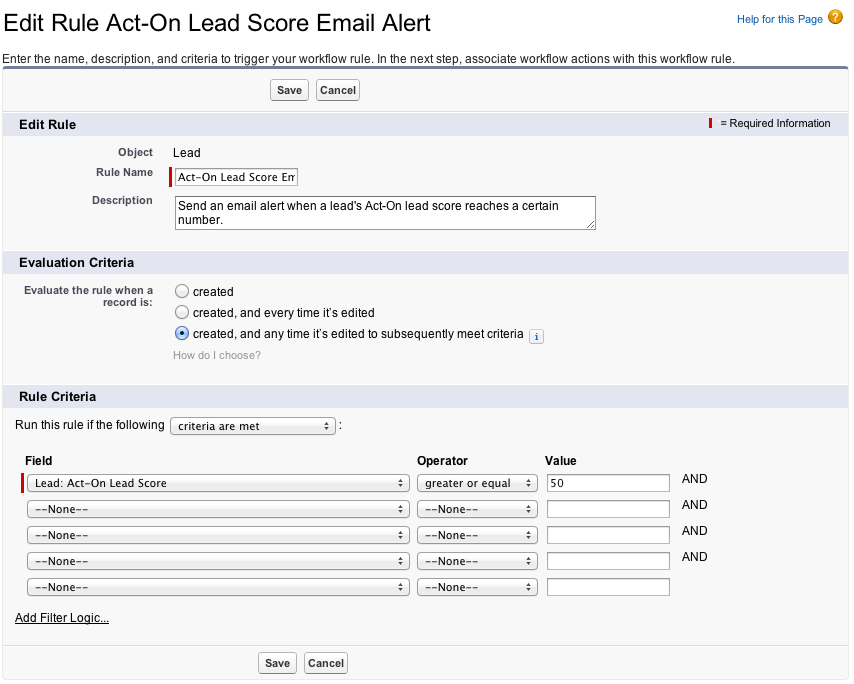 Edit Rule Act-On Lead Score Email Alert
Help for this Page ?
Enter the name, description, and criteria to trigger your workflow rule. In the next step, associate workflow actions with this workflow rule.
Save Cancel
Edit Rule
= Required Information
Object Lead
Rule Name Act-On Lead Score Em
Description Send an email alert when a lead's Act-On lead score reaches a certain
number.
Evaluation Criteria
Evaluate the rule when a
record is:
created
created, and every time it's edited
created, and any time it's edited to subsequently meet criteria i
How do I choose?
Rule Criteria
Run this rule if the following criteria are met :
Field Operator Value
Lead: Act-On Lead Score greater or equal 50 AND
--None-- --None-- AND
--None-- --None-- AND
--None-- --None-- AND
--None-- --None--
Add Filter Logic...
Save Cancel